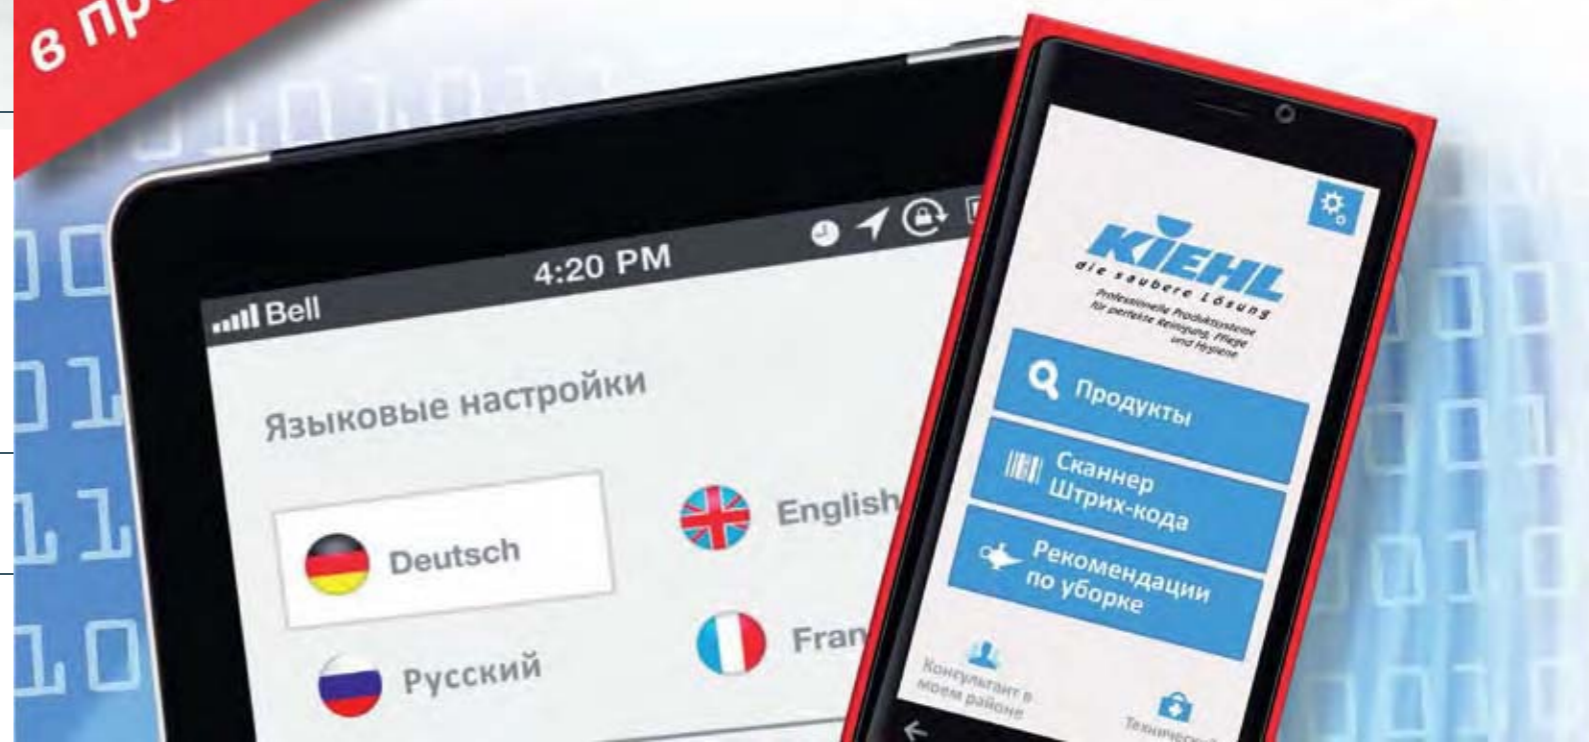 в пр
Bell
4:20 PM
Языковые настройки
Deutsch
English
Русский
Fran
KIEHL
die saubere Lösung
Professionelle Produktsysteme
für perfekte Reinigung, Pflege
und Hygiene
Продукты
Сканнер
Штрих-кода
Рекомендации
по уборке
Консультант в
моем районе
Технический